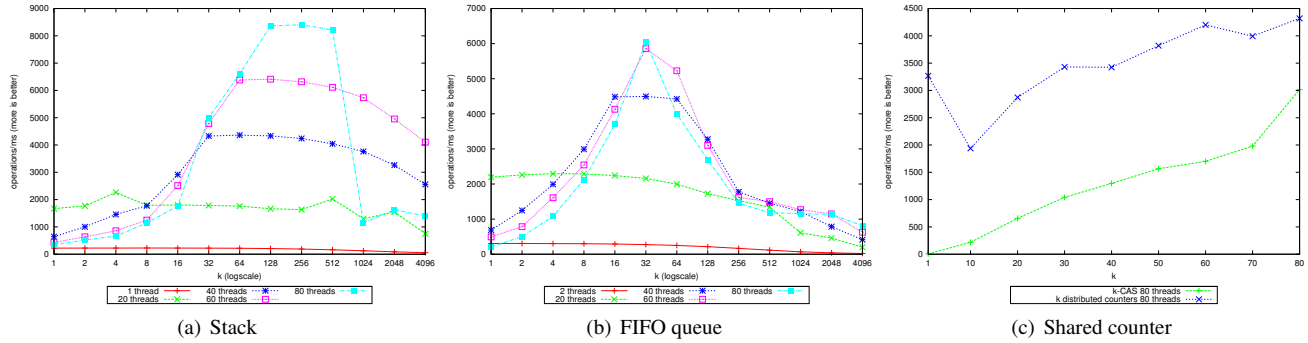 operations/ms (more is better)
9000
8000
7000
6000
5000
4000
3000
2000
1000
0
1 2 4 8 16 32 64 128 256 512 1024 2048 4096
k (logscale)
1 thread 40 threads 80 threads
20 threads 60 threads
(a) Stack
operations/ms (more is better)
7000
6000
5000
4000
3000
2000
1000
0
1 2 4 8 16 32 64 128 256 512 1024 2048 4096
k (logscale)
2 threads 40 threads 80 threads
20 threads 60 threads
(b) FIFO queue
operations/ms (more is better)
4500
4000
3500
3000
2500
2000
1500
1000
500
0
1 10 20 30 40 50 60 70 80
k
k-CAS 80 threads
k distributed counters 80 threads
(c) Shared counter